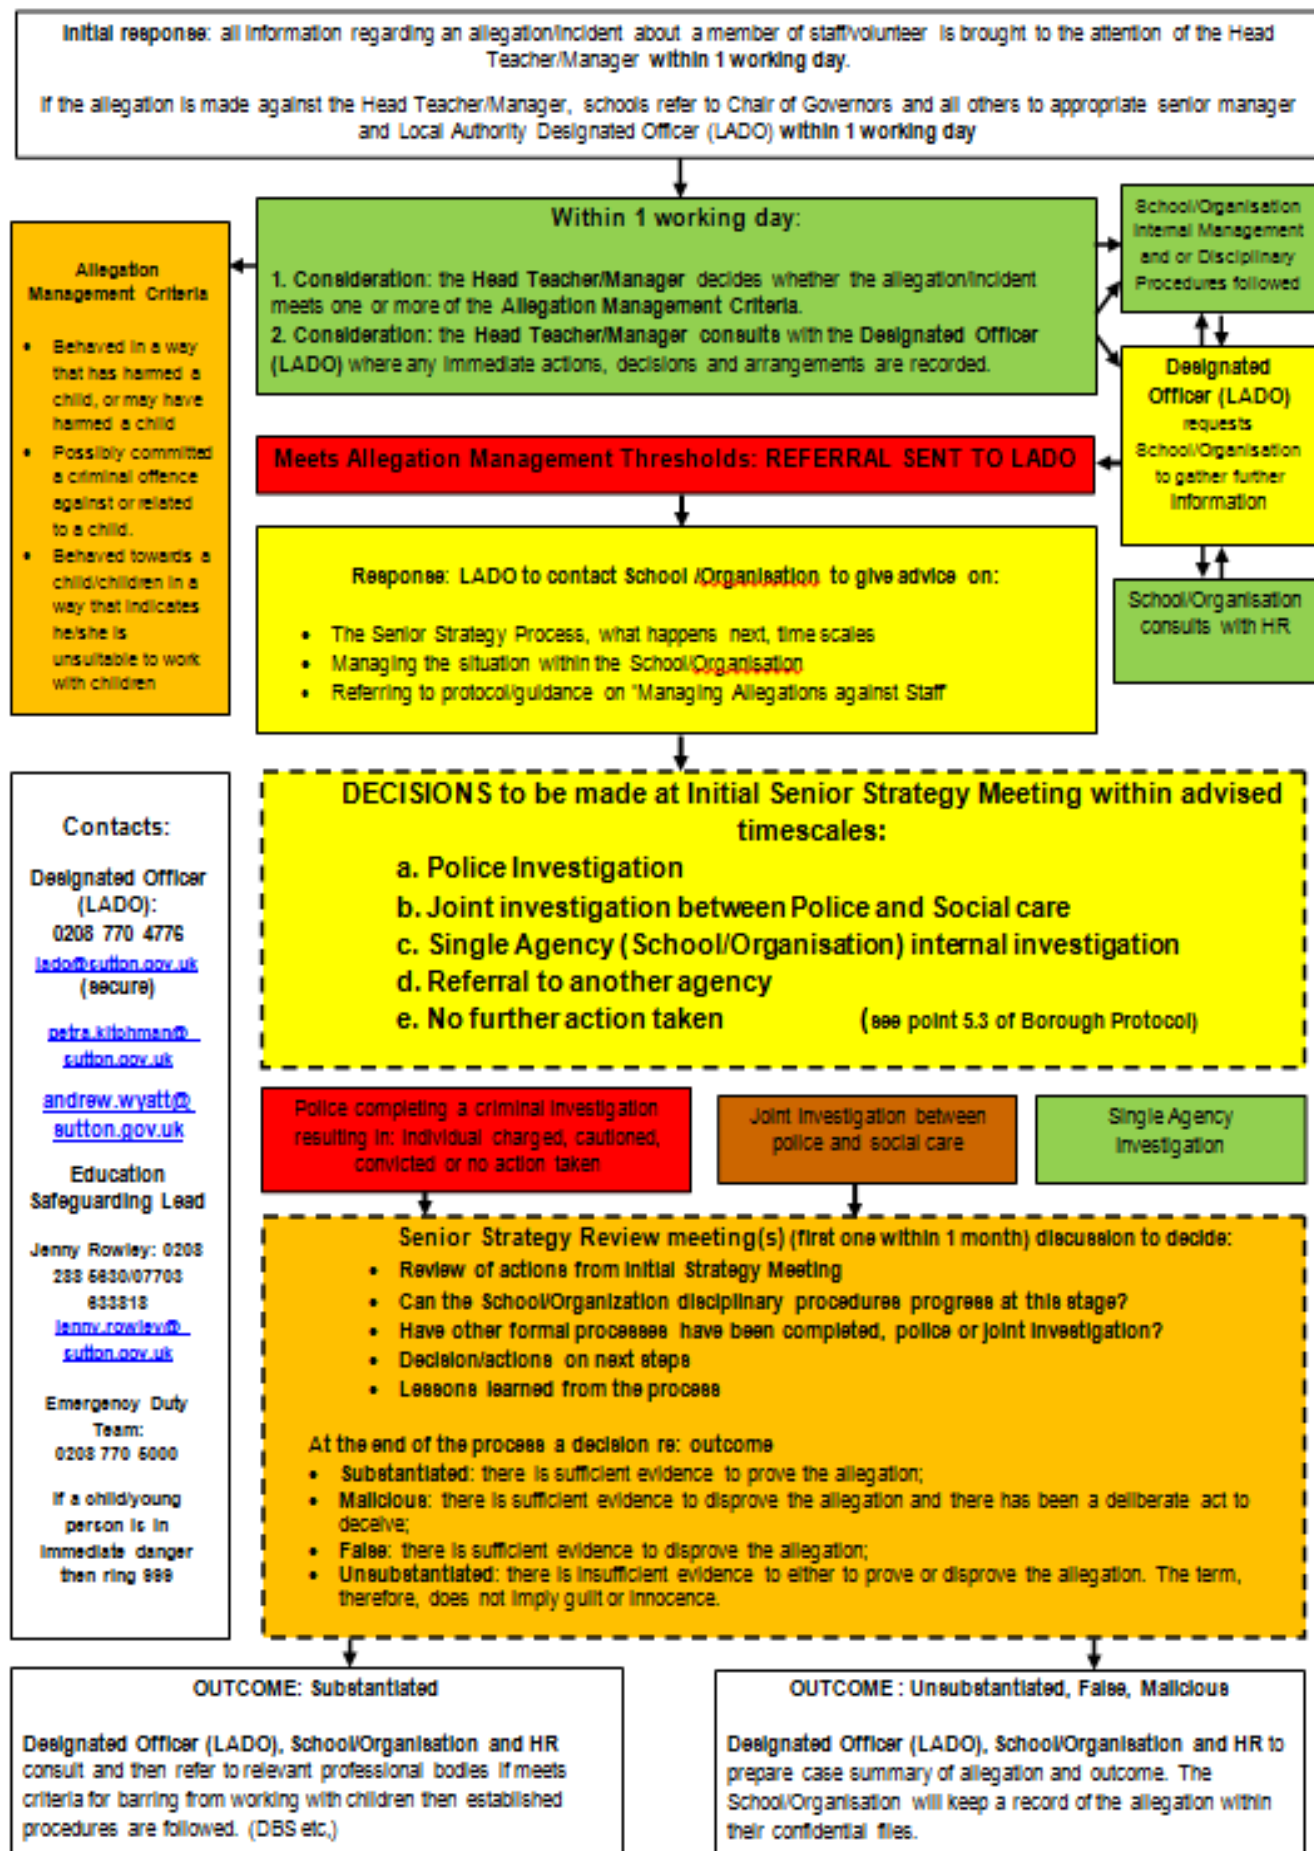 Initial response: all information regarding an allegation/incident about a member of staff/volunteer is brought to the attention of the Head
Teacher/Manager within 1 working day.
If the allegation is made against the Head Teacher/Manager, schools refer to Chair of Governors and all others to appropriate senior manager
and Local Authority Designated Officer (LADO) within 1 working day
Allegation
Management Criteria
• Behaved in a way
that has harmed a
child, or may have
harmed a child
• Possibly committed
a criminal offence
against or related
to a child.
• Behaved towards a
child/children in a
way that indicates
he/she is
unsuitable to work
with children
Within 1 working day:
1. Consideration: the Head Teacher/Manager decides whether the allegation/incident
meets one or more of the Allegation Management Criteria.
2. Consideration: the Head Teacher/Manager consults with the Designated Officer
(LADO) where any immediate actions, decisions and arrangements are recorded.
School/Organisation
Internal Management
and or Disciplinary
Procedures followed
Designated
Officer (LADO)
requests
School/Organisation
to gather further
Information
School/Organisation
consults with HR
Meets Allegation Management Thresholds: REFERRAL SENT TO LADO
Response: LADO to contact School /Organisation to give advice on:
• The Senior Strategy Process, what happens next, time scales
• Managing the situation within the School/Organisation
• Referring to protocol/guidance on "Managing Allegations against Staff'
Contacts:
Designated Officer
(LADO):
0208 770 4776
lado@sutton.gov.uk
(secure)
petra.kitchman@
sutton.gov.uk
andrew.wyatt@
sutton.gov.uk
Education
Safeguarding Lead
Jenny Rowley: 0208
288 5630/07703
633818
jenny.rowley@
sutton.gov.uk
Emergency Duty
Team:
0208 770 5000
If a child/young
person is in
immediate danger
then ring 999
DECISIONS to be made at Initial Senior Strategy Meeting within advised
timescales:
a. Police Investigation
b. Joint investigation between Police and Social care
c. Single Agency (School/Organisation) internal investigation
d. Referral to another agency
e. No further action taken (see point 5.3 of Borough Protocol)
Police completing a criminal investigation
resulting in: individual charged, cautioned,
convicted or no action taken
Joint investigation between
police and social care
Single Agency
Investigation
Senior Strategy Review meeting(s) (first one within 1 month) discussion to decide:
• Review of actions from Initial Strategy Meeting
• Can the School/Organization disciplinary procedures progress at this stage?
• Have other formal processes have been completed, police or joint investigation?
• Decision/actions on next steps
• Lessons learned from the process
At the end of the process a decision re: outcome
• Substantiated: there is sufficient evidence to prove the allegation;
• Malicious: there is sufficient evidence to disprove the allegation and there has been a deliberate act to
deceive;
• False: there is sufficient evidence to disprove the allegation;
• Unsubstantiated: there is insufficient evidence to either to prove or disprove the allegation. The term,
therefore, does not imply guilt or innocence.
OUTCOME: Substantiated
Designated Officer (LADO), School/Organisation and HR
consult and then refer to relevant professional bodies if meets
criteria for barring from working with children then established
procedures are followed. (DBS etc,)
OUTCOME : Unsubstantiated, False, Malicious
Designated Officer (LADO), School/Organisation and HR to
prepare case summary of allegation and outcome. The
School/Organisation will keep a record of the allegation within
their confidential files.